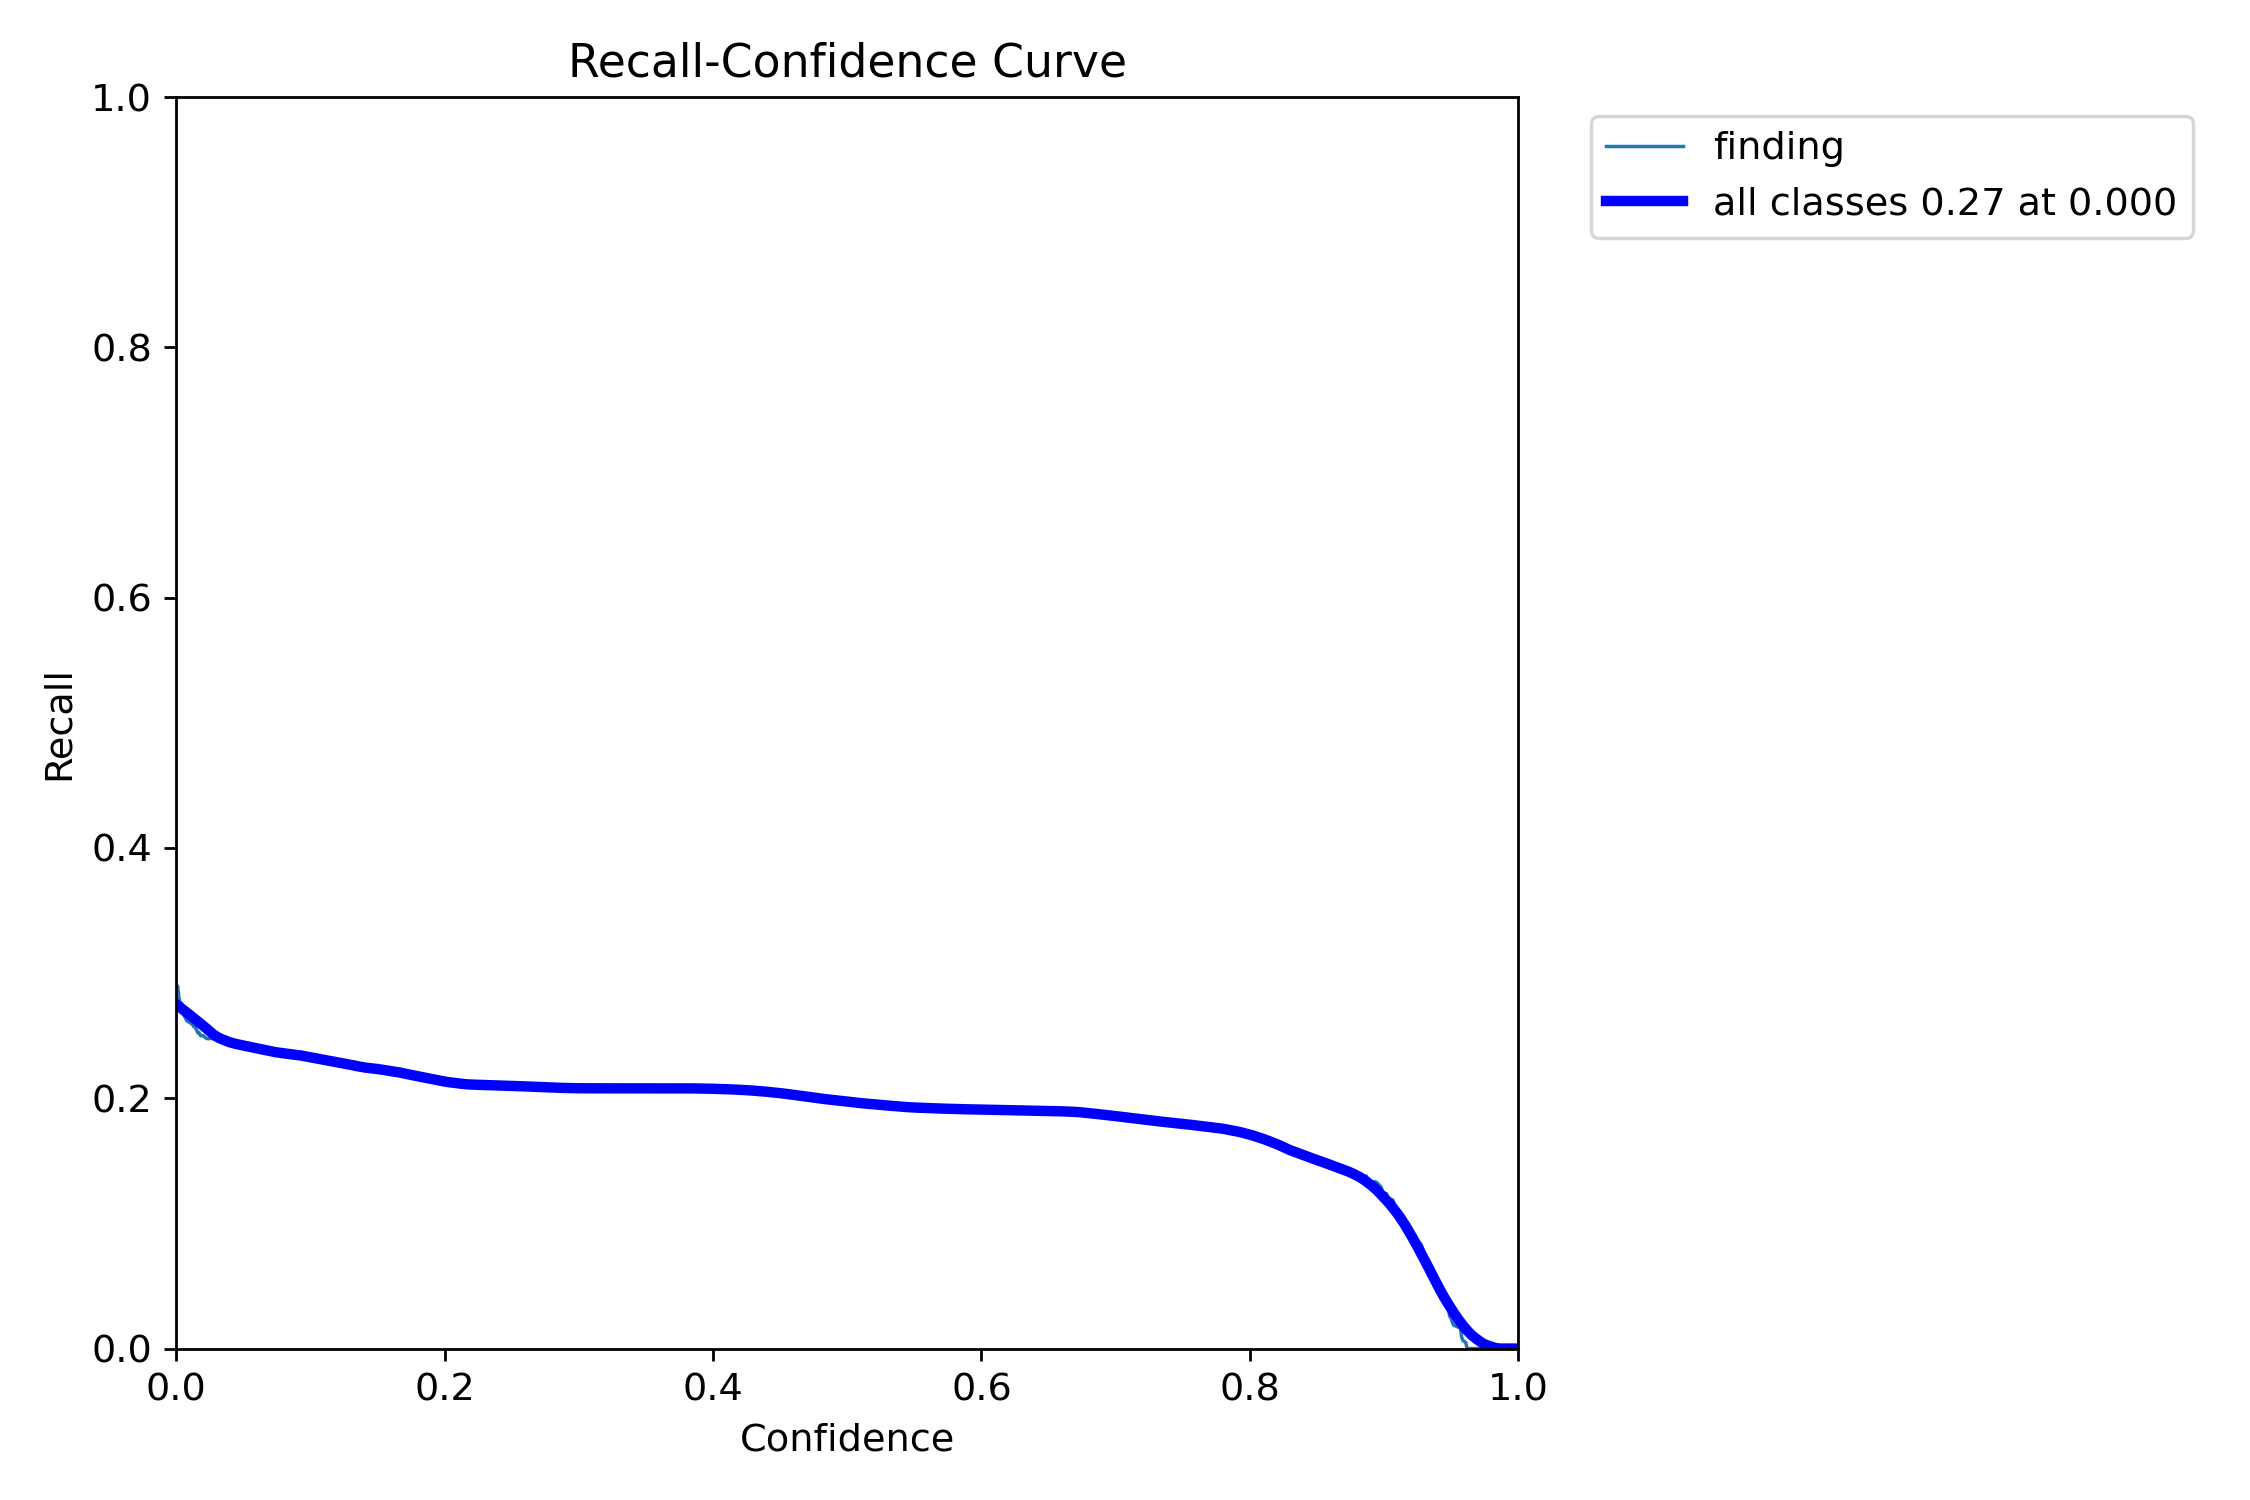 Recall-Confidence Curve
1.0
0.8
0.6
0.4
0.2
0.0
Recall
0.0 0.2 0.4 0.6 0.8 1.0
Confidence
finding
all classes 0.27 at 0.000